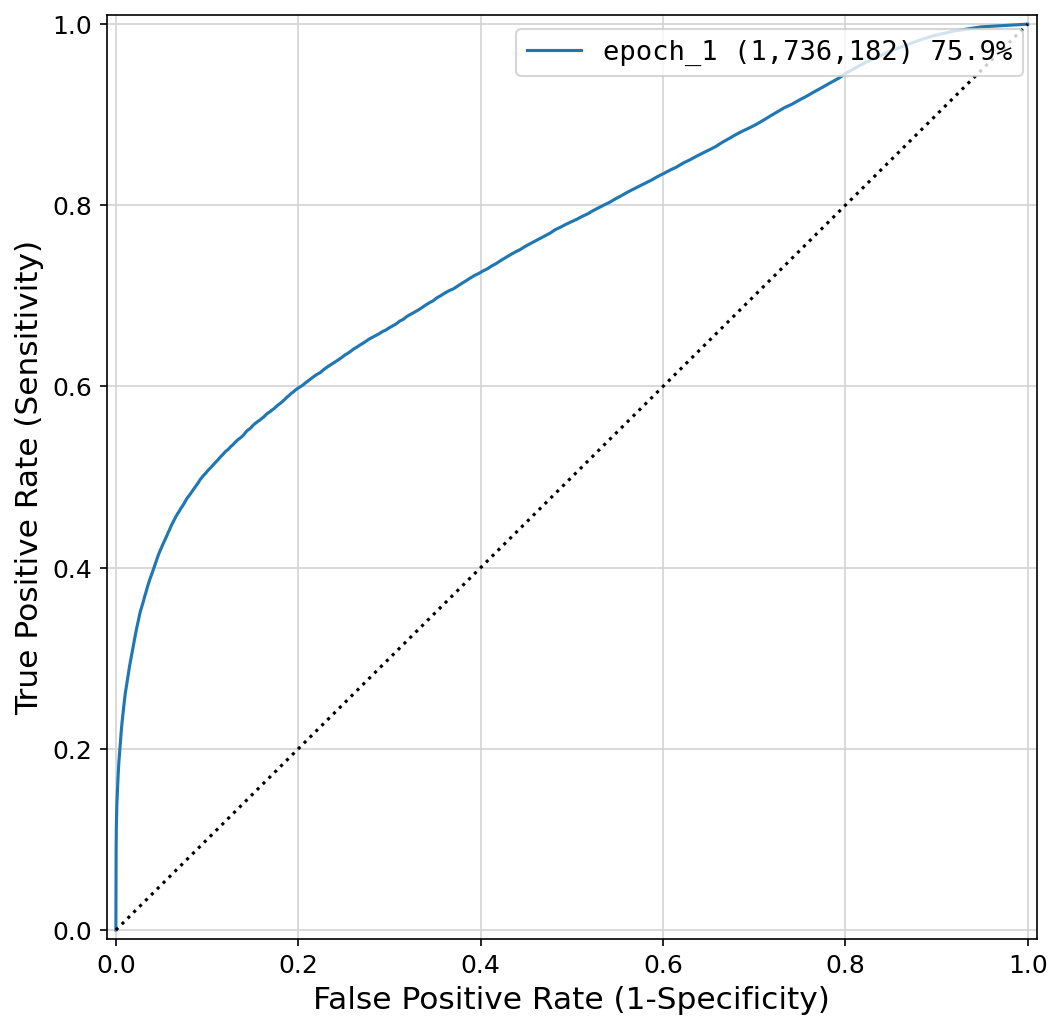 epoch_1 (1,736,182) 75.9%
1.0
0.8
0.6
0.4
0.2
0.0
True Positive Rate (Sensitivity)
0.0 0.2 0.4 0.6 0.8 1.0
False Positive Rate (1-Specificity)